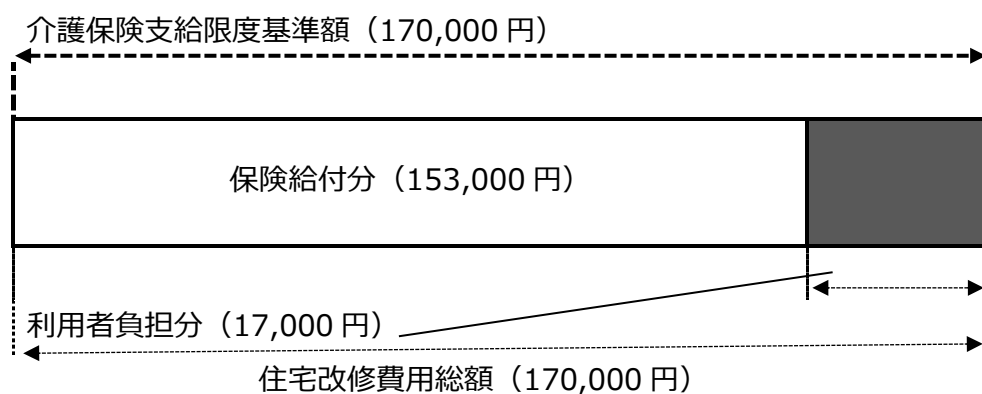 介護保険支給限度基準額（170,000 円）
保険給付分（153,000 円）
利用者負担分（17,000 円）
住宅改修費用総額（170,000 円）